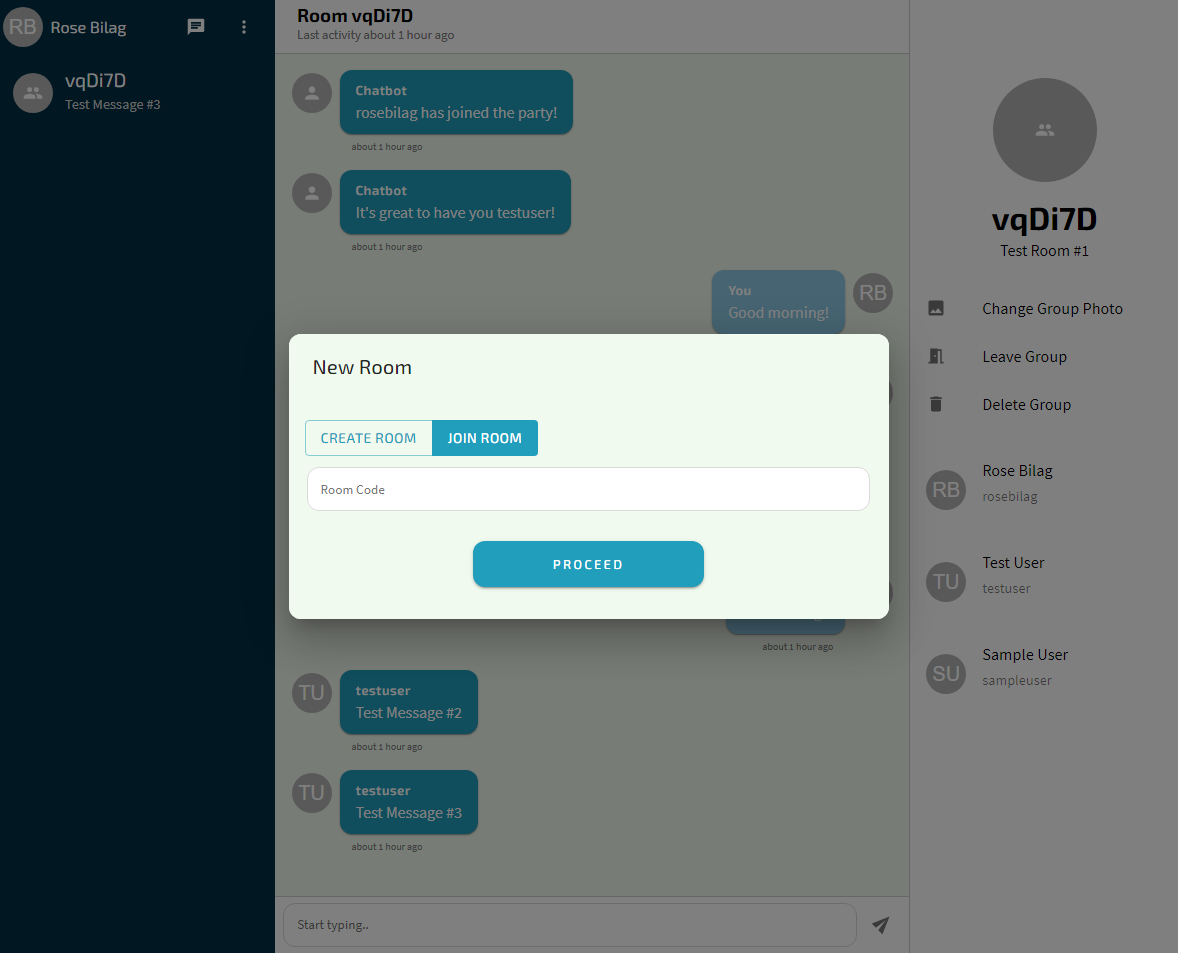 RB
Rose Bilag
vqDi7D
Test Message #3
Room vqDi7D
Last activity about 1 hour ago
Chatbot
rosebilag has joined the party!
about 1 hour ago
Chatbot
It's great to have you testuser!
about 1 hour ago
You
Good morning!
RB
New Room
CREATE ROOM
JOIN ROOM
Room Code
PROCEED
about 1 hour ago
TU
testuser
Test Message #2
about 1 hour ago
TU
testuser
Test Message #3
about 1 hour ago
Start typing..
vqDi7D
Test Room #1
Change Group Photo
Leave Group
Delete Group
RB
Rose Bilag
rosebilag
TU
Test User
testuser
SU
Sample User
sampleuser